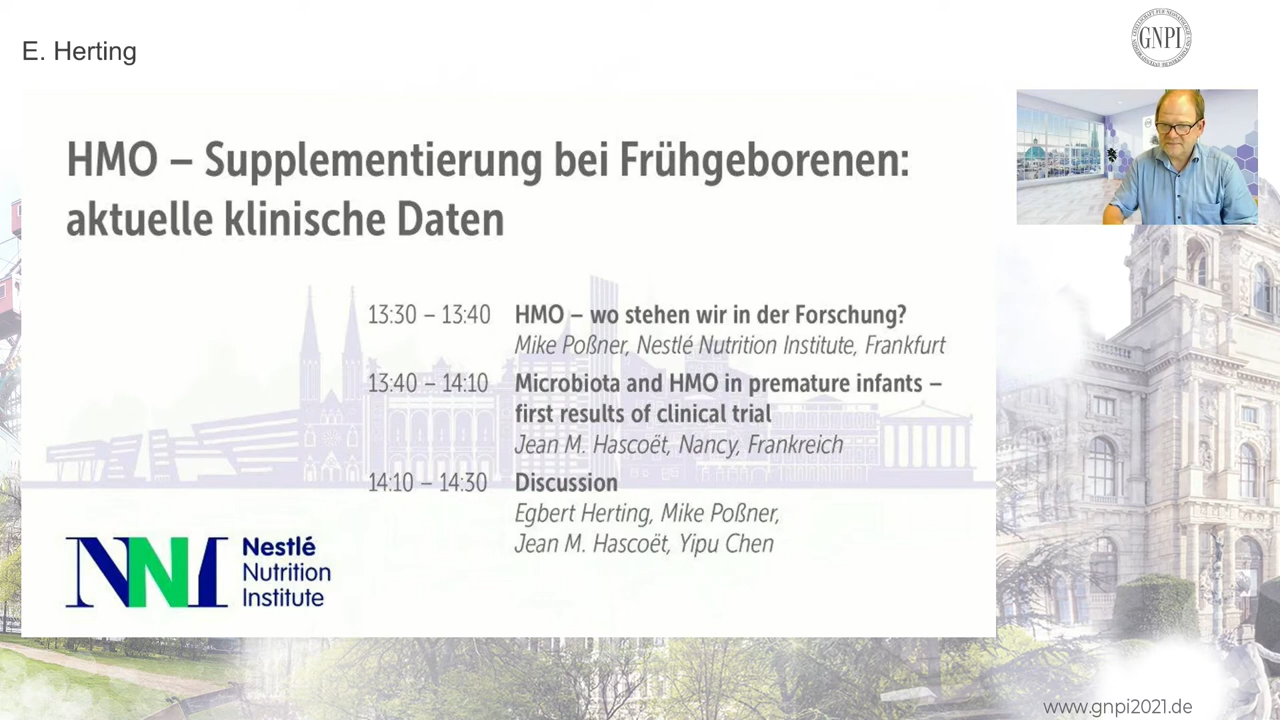 E. Herting
GNPI
HMO – Supplementierung bei Frühgeborenen:
aktuelle klinische Daten
13:30 – 13:40 HMO – wo stehen wir in der Forschung?
Mike Poßner, Nestlé Nutrition Institute, Frankfurt
13:40 – 14:10 Microbiota and HMO in premature infants –
first results of clinical trial
Jean M. Hascoët, Nancy, Frankreich
14:10 – 14:30 Discussion
Egbert Herting, Mike Poßner,
Jean M. Hascoët, Yipu Chen
NNI
Nestlé
Nutrition
Institute
www.gnpi2021.de